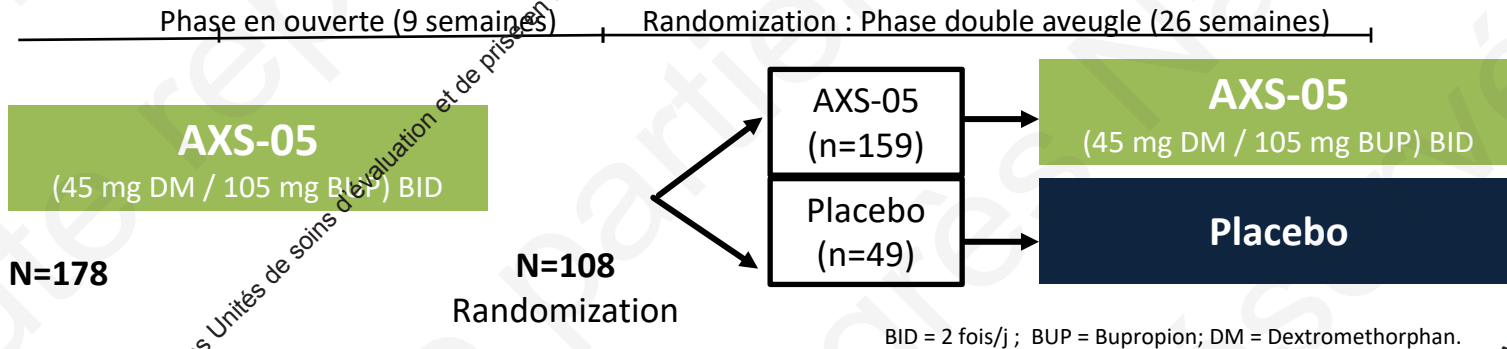 Phase en ouverte (9 semaines)
Randomization : Phase double aveugle (26 semaines)
AXS-05
(45 mg DM / 105 mg BUP) BID
N=178
N=108
Randomization
AXS-05
(n=159)
Placebo
(n=49)
AXS-05
(45 mg DM / 105 mg BUP) BID
Placebo
BID = 2 fois/j ; BUP = Bupropion; DM = Dextromethorphan.
Unités de soins d'évaluation et de prise en